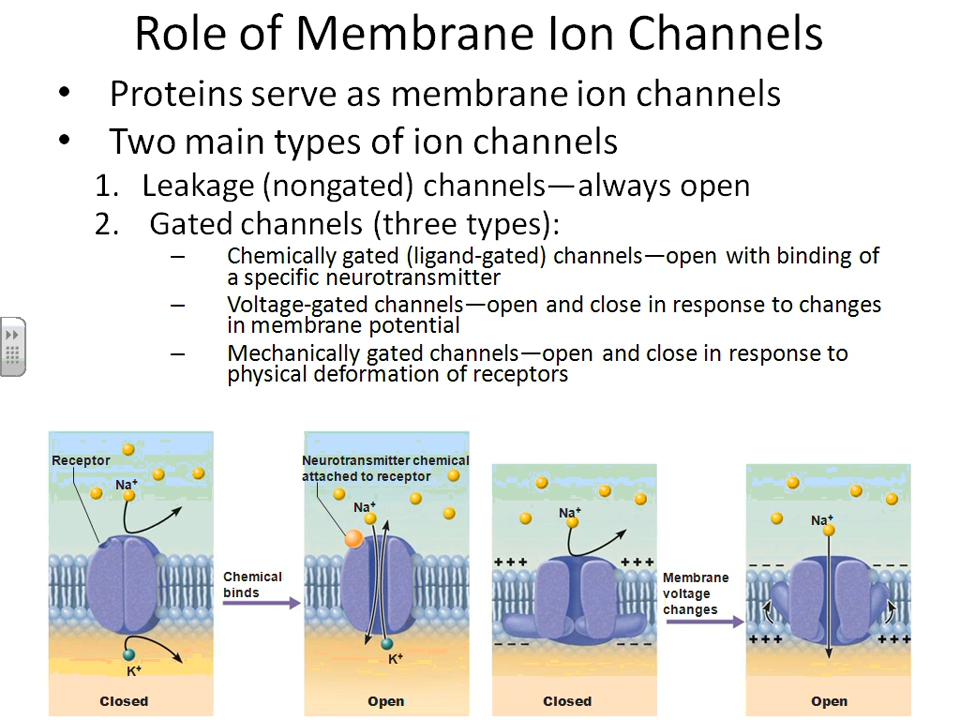 Role of Membrane Ion Channels
• Proteins serve as membrane ion channels
• Two main types of ion channels
1. Leakage (nongated) channels—always open
2. Gated channels (three types):
– Chemically gated (ligand-gated) channels—open with binding of
a specific neurotransmitter
– Voltage-gated channels—open and close in response to changes
in membrane potential
– Mechanically gated channels—open and close in response to
physical deformation of receptors
Receptor
Na⁺
K⁺
Closed
Chemical
binds
Neurotransmitter chemical
attached to receptor
Na⁺
K⁺
Open
Na⁺
+++ +++
– – – – – –
Closed
Membrane
voltage
changes
Na⁺
– – – – – –
+++ +++
Open